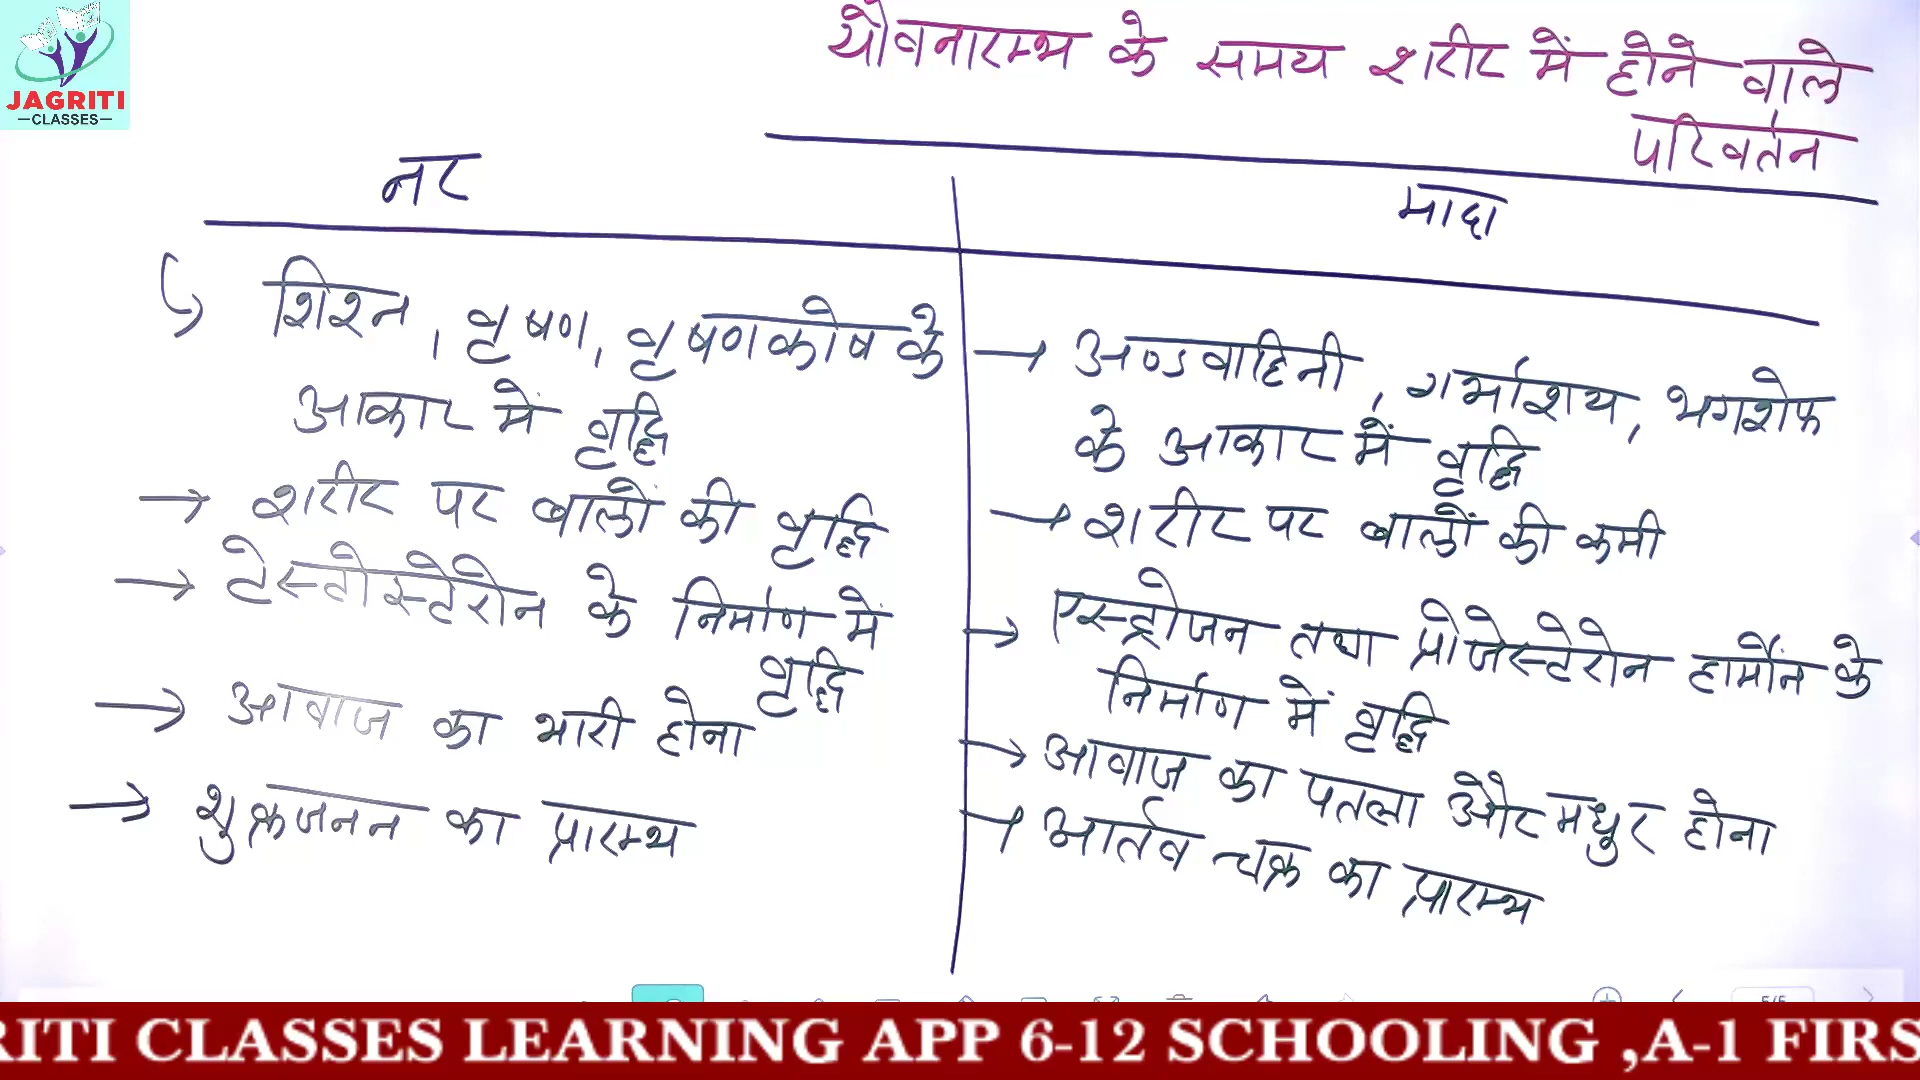 JAGRITI
CLASSES
यौवनारम्भ के समय शरीर में होने वाले
परिवर्तन
नर
शिश्न, वृषण, वृषणकोष के
आकार में वृद्धि
→ शरीर पर बालों की वृद्धि
→ टेस्टोस्टेरोन के निर्माण में
वृद्धि
→ आवाज का भारी होना
→ शुक्रजनन का प्रारम्भ
मादा
→ अण्डवाहिनी, गर्भाशय, भगशेफ
के आकार में वृद्धि
→ शरीर पर बालों की कमी
→ एस्ट्रोजन तथा प्रोजेस्टेरोन हार्मोन के
निर्माण में वृद्धि
→ आवाज का पतला और मधुर होना
→ आर्तव चक्र का प्रारम्भ
5/5
RITI CLASSES LEARNING APP 6-12 SCHOOLING ,A-1 FIRS